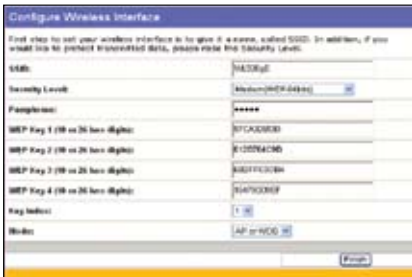 Configure Wireless Interface
First step to set your wireless interface is to give it a name, called SSID. In addition, if you
would like to protect transmitted data, please raise the Security Level.
SSID:
Security Level: Medium(WEP 64bits)
Passphrase: *****
WEP Key 1 (10 or 26 hex digits):
WEP Key 2 (10 or 26 hex digits):
WEP Key 3 (10 or 26 hex digits):
WEP Key 4 (10 or 26 hex digits):
Key Index: 1
Mode: AP or WDS
Finish